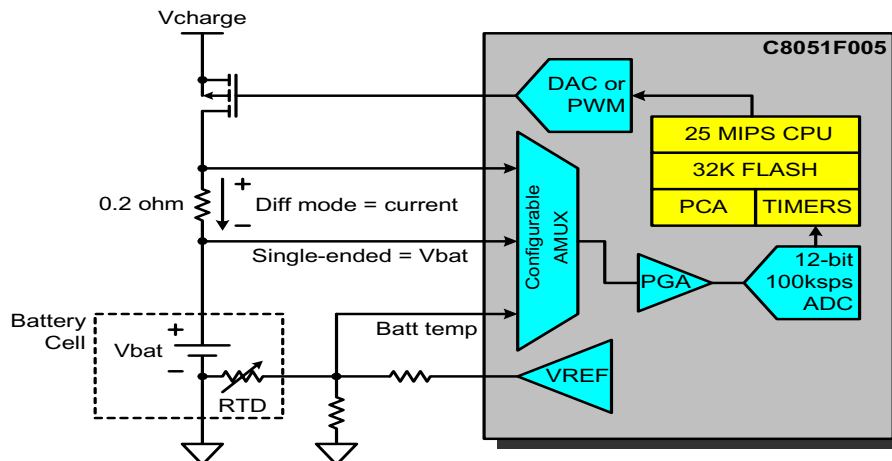 Vcharge
C8051F005
DAC or
PWM
25 MIPS CPU
32K FLASH
PCA
TIMERS
0.2 ohm
+
Diff mode = current
–
Configurable
AMUX
Single-ended = Vbat
PGA
12-bit
100ksps
ADC
Battery
Cell
+
Vbat
–
Batt temp
RTD
VREF